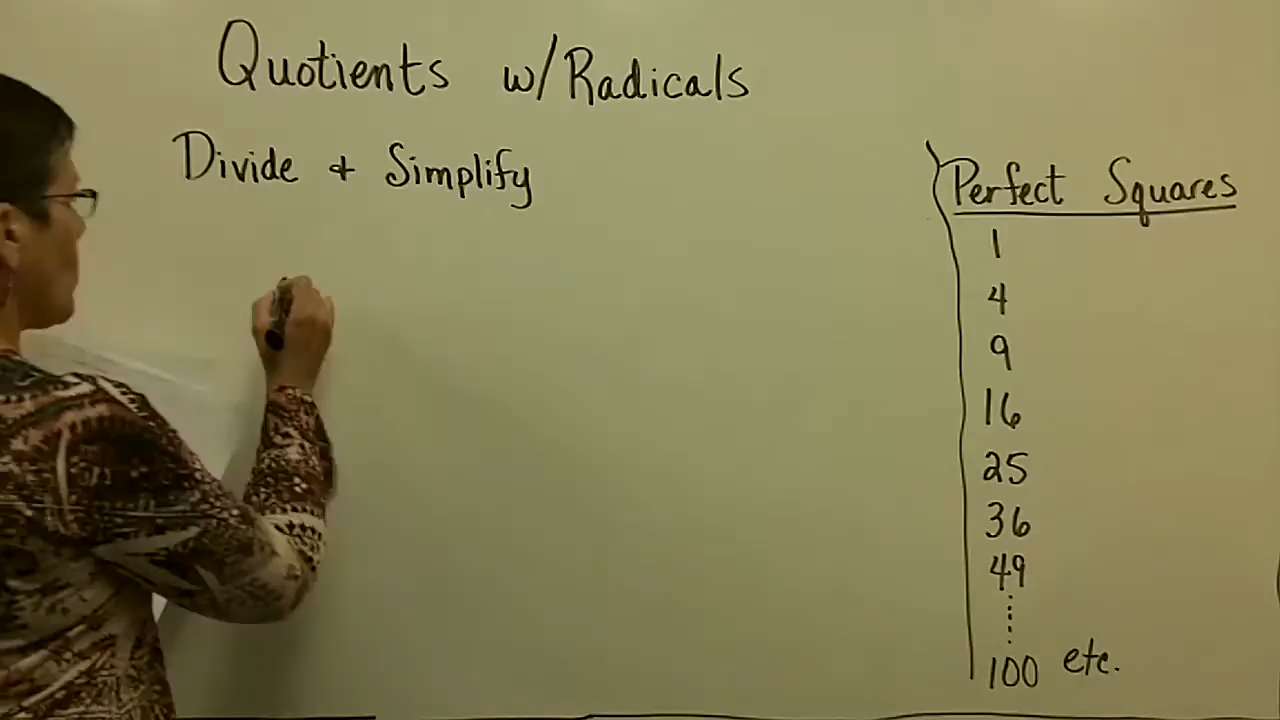 Quotients w/Radicals
Divide + Simplify
Perfect Squares
1
4
9
16
25
36
49
100 etc.